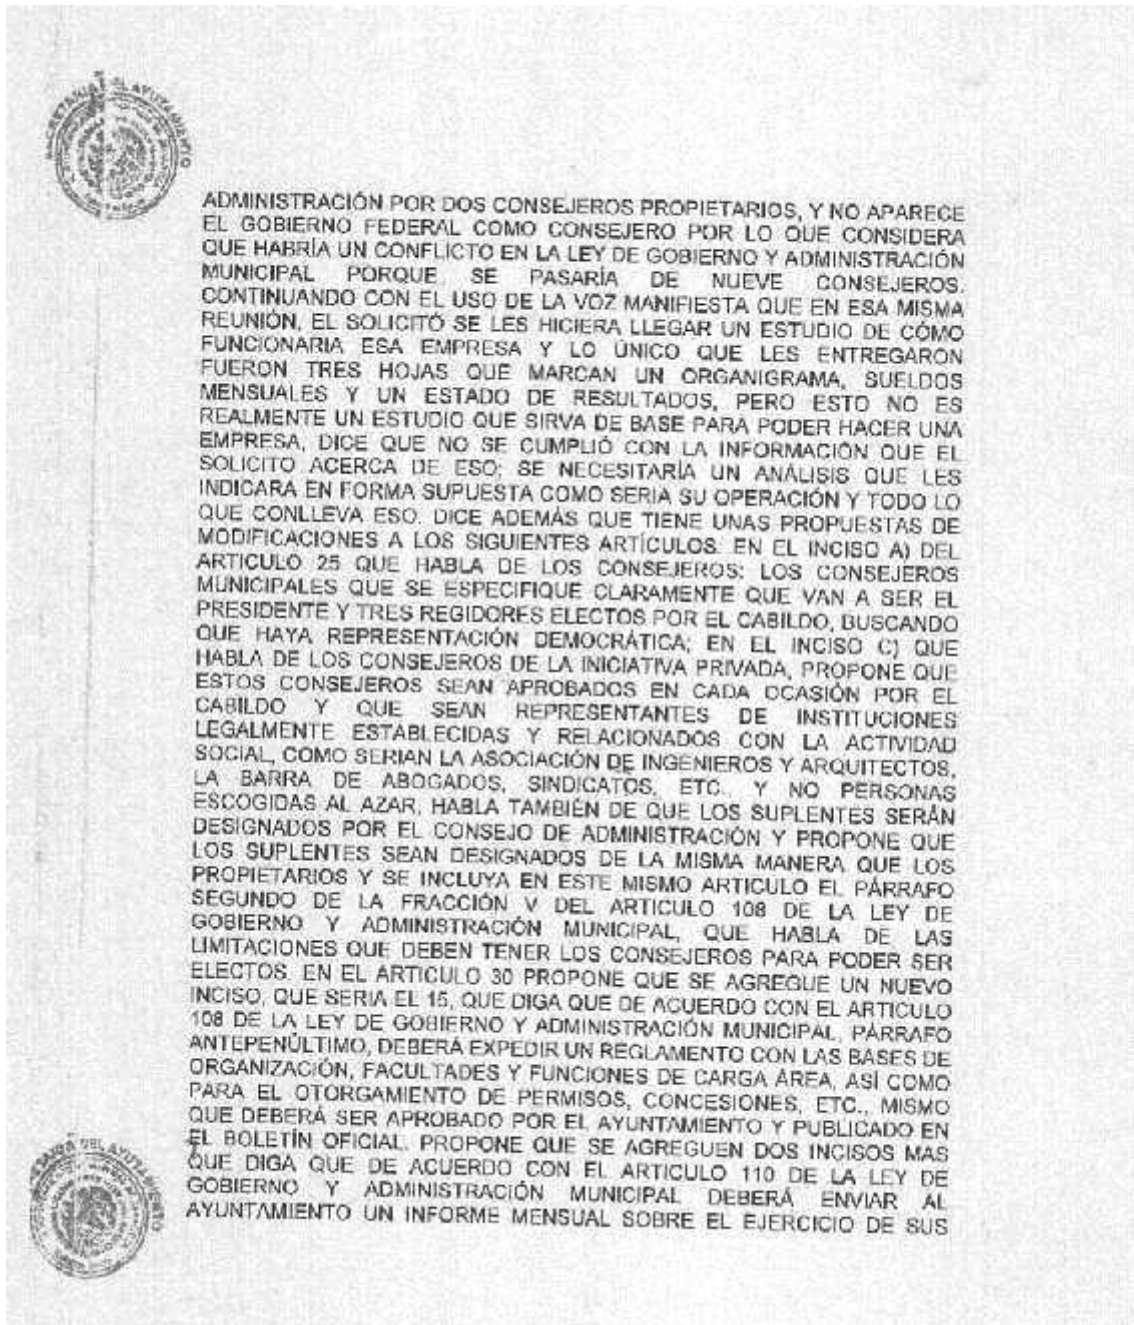 SECRETARIA DEL AYUNTAMIENTO
ADMINISTRACIÓN POR DOS CONSEJEROS PROPIETARIOS, Y NO APARECE
EL GOBIERNO FEDERAL COMO CONSEJERO POR LO QUE CONSIDERA
QUE HABRÍA UN CONFLICTO EN LA LEY DE GOBIERNO Y ADMINISTRACIÓN
MUNICIPAL PORQUE SE PASARÍA DE NUEVE CONSEJEROS.
CONTINUANDO CON EL USO DE LA VOZ MANIFIESTA QUE EN ESA MISMA
REUNIÓN, EL SOLICITÓ SE LES HICIERA LLEGAR UN ESTUDIO DE CÓMO
FUNCIONARIA ESA EMPRESA Y LO ÚNICO QUE LES ENTREGARON
FUERON TRES HOJAS QUE MARCAN UN ORGANIGRAMA, SUELDOS
MENSUALES Y UN ESTADO DE RESULTADOS, PERO ESTO NO ES
REALMENTE UN ESTUDIO QUE SIRVA DE BASE PARA PODER HACER UNA
EMPRESA, DICE QUE NO SE CUMPLIÓ CON LA INFORMACIÓN QUE EL
SOLICITO ACERCA DE ESO; SE NECESITARÍA UN ANÁLISIS QUE LES
INDICARA EN FORMA SUPUESTA COMO SERIA SU OPERACIÓN Y TODO LO
QUE CONLLEVA ESO. DICE ADEMÁS QUE TIENE UNAS PROPUESTAS DE
MODIFICACIONES A LOS SIGUIENTES ARTÍCULOS. EN EL INCISO A) DEL
ARTICULO 25 QUE HABLA DE LOS CONSEJEROS: LOS CONSEJEROS
MUNICIPALES QUE SE ESPECIFIQUE CLARAMENTE QUE VAN A SER EL
PRESIDENTE Y TRES REGIDORES ELECTOS POR EL CABILDO, BUSCANDO
QUE HAYA REPRESENTACIÓN DEMOCRÁTICA; EN EL INCISO C) QUE
HABLA DE LOS CONSEJEROS DE LA INICIATIVA PRIVADA, PROPONE QUE
ESTOS CONSEJEROS SEAN APROBADOS EN CADA OCASIÓN POR EL
CABILDO Y QUE SEAN REPRESENTANTES DE INSTITUCIONES
LEGALMENTE ESTABLECIDAS Y RELACIONADOS CON LA ACTIVIDAD
SOCIAL, COMO SERIAN LA ASOCIACIÓN DE INGENIEROS Y ARQUITECTOS,
LA BARRA DE ABOGADOS, SINDICATOS, ETC., Y NO PERSONAS
ESCOGIDAS AL AZAR, HABLA TAMBIÉN DE QUE LOS SUPLENTES SERÁN
DESIGNADOS POR EL CONSEJO DE ADMINISTRACIÓN Y PROPONE QUE
LOS SUPLENTES SEAN DESIGNADOS DE LA MISMA MANERA QUE LOS
PROPIETARIOS Y SE INCLUYA EN ESTE MISMO ARTICULO EL PÁRRAFO
SEGUNDO DE LA FRACCIÓN V DEL ARTICULO 108 DE LA LEY DE
GOBIERNO Y ADMINISTRACIÓN MUNICIPAL, QUE HABLA DE LAS
LIMITACIONES QUE DEBEN TENER LOS CONSEJEROS PARA PODER SER
ELECTOS. EN EL ARTICULO 30 PROPONE QUE SE AGREGUE UN NUEVO
INCISO, QUE SERIA EL 15, QUE DIGA QUE DE ACUERDO CON EL ARTICULO
108 DE LA LEY DE GOBIERNO Y ADMINISTRACIÓN MUNICIPAL, PÁRRAFO
ANTEPENÚLTIMO, DEBERÁ EXPEDIR UN REGLAMENTO CON LAS BASES DE
ORGANIZACIÓN, FACULTADES Y FUNCIONES DE CARGA ÁREA, ASÍ COMO
PARA EL OTORGAMIENTO DE PERMISOS, CONCESIONES, ETC., MISMO
QUE DEBERÁ SER APROBADO POR EL AYUNTAMIENTO Y PUBLICADO EN
EL BOLETÍN OFICIAL. PROPONE QUE SE AGREGUEN DOS INCISOS MAS
QUE DIGA QUE DE ACUERDO CON EL ARTICULO 110 DE LA LEY DE
GOBIERNO Y ADMINISTRACIÓN MUNICIPAL DEBERÁ ENVIAR AL
AYUNTAMIENTO UN INFORME MENSUAL SOBRE EL EJERCICIO DE SUS
SECRETARIA DEL AYUNTAMIENTO